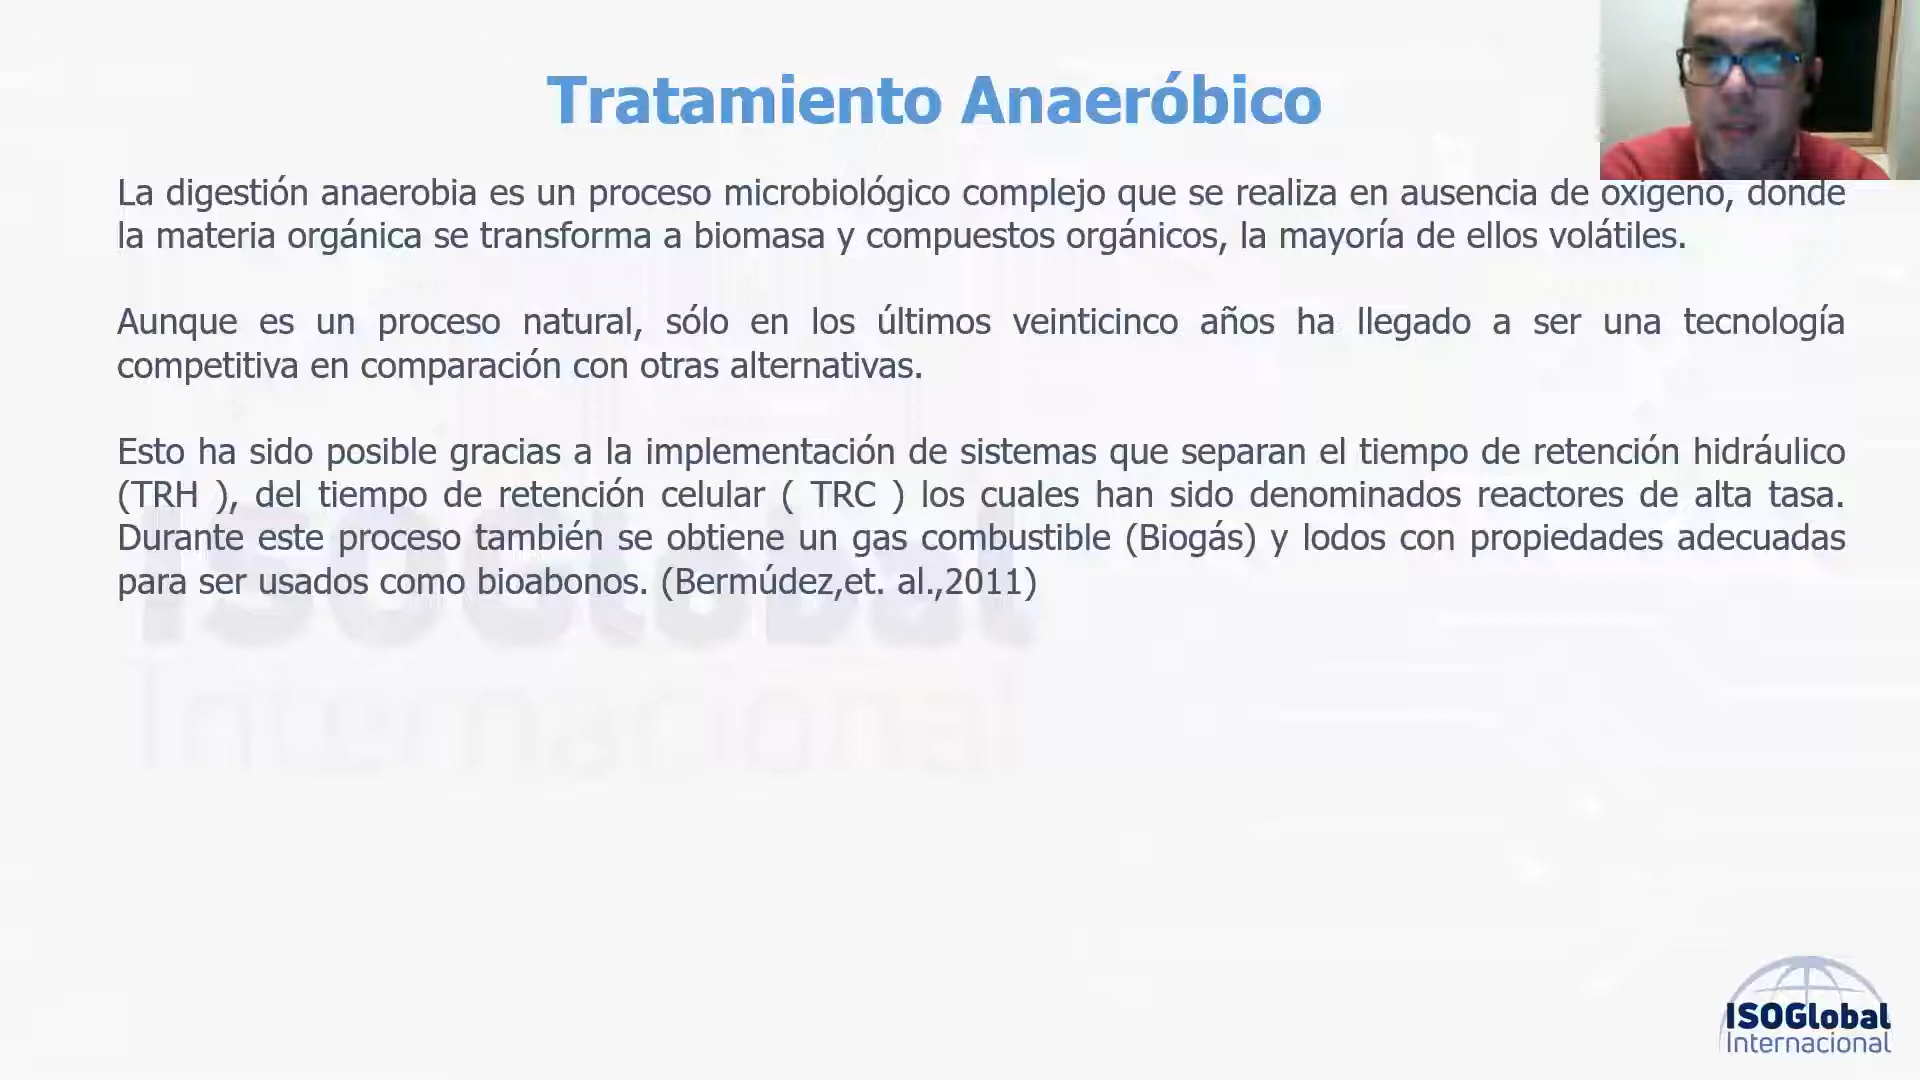 Tratamiento Anaeróbico
La digestión anaerobia es un proceso microbiológico complejo que se realiza en ausencia de oxígeno, donde
la materia orgánica se transforma a biomasa y compuestos orgánicos, la mayoría de ellos volátiles.
Aunque es un proceso natural, sólo en los últimos veinticinco años ha llegado a ser una tecnología
competitiva en comparación con otras alternativas.
Esto ha sido posible gracias a la implementación de sistemas que separan el tiempo de retención hidráulico
(TRH ), del tiempo de retención celular ( TRC ) los cuales han sido denominados reactores de alta tasa.
Durante este proceso también se obtiene un gas combustible (Biogás) y lodos con propiedades adecuadas
para ser usados como bioabonos. (Bermúdez,et. al.,2011)
ISOGlobal
Internacional
ISOGlobal
Internacional